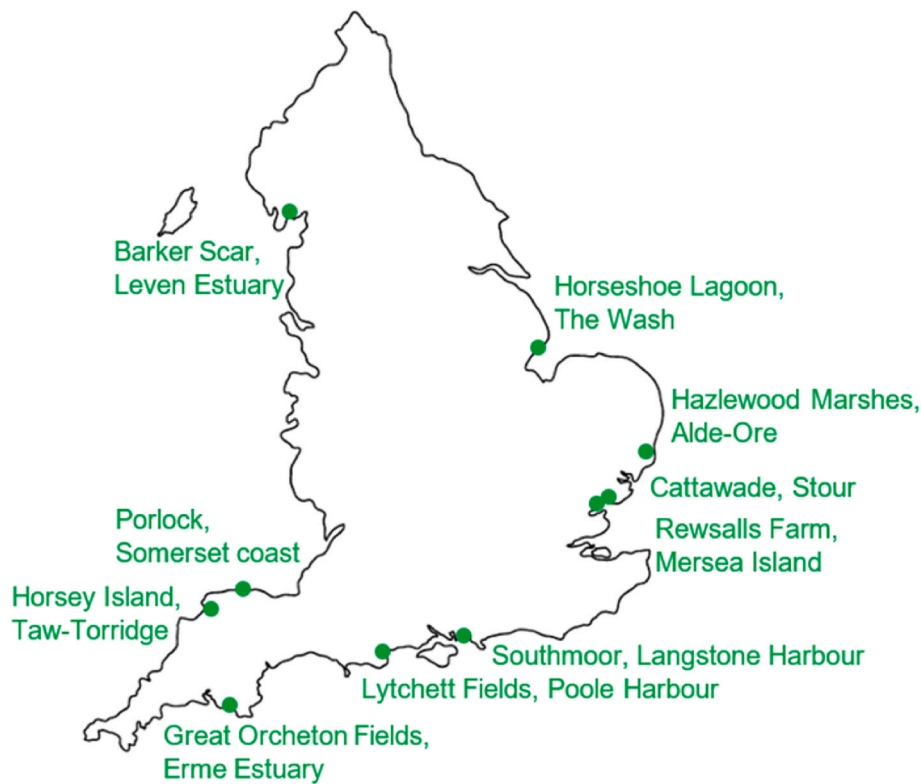 Barker Scar,
Leven Estuary
Horseshoe Lagoon,
The Wash
Hazlewood Marshes,
Alde-Ore
Cattawade, Stour
Rewsalls Farm,
Mersea Island
Porlock,
Somerset coast
Horsey Island,
Taw-Torridge
Southmoor, Langstone Harbour
Lytchett Fields, Poole Harbour
Great Orcheton Fields,
Erme Estuary